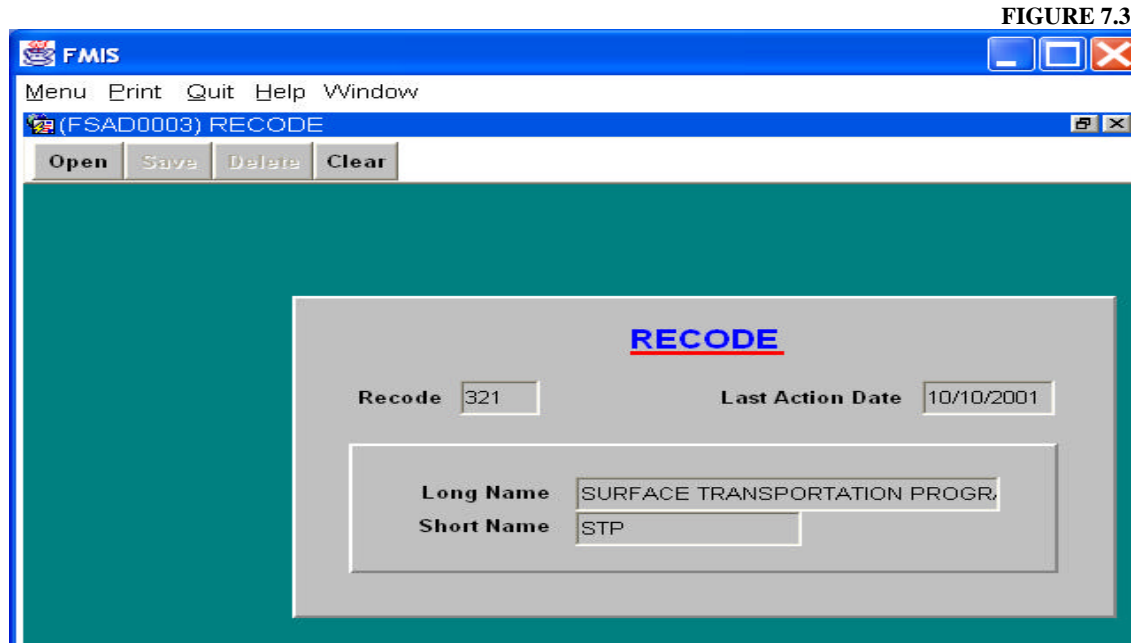 FIGURE 7.3
FMIS
Menu Print Quit Help Window
(FSAD0003) RECODE
Open Save Delete Clear
RECODE
Recode 321 Last Action Date 10/10/2001
Long Name SURFACE TRANSPORTATION PROGRA
Short Name STP